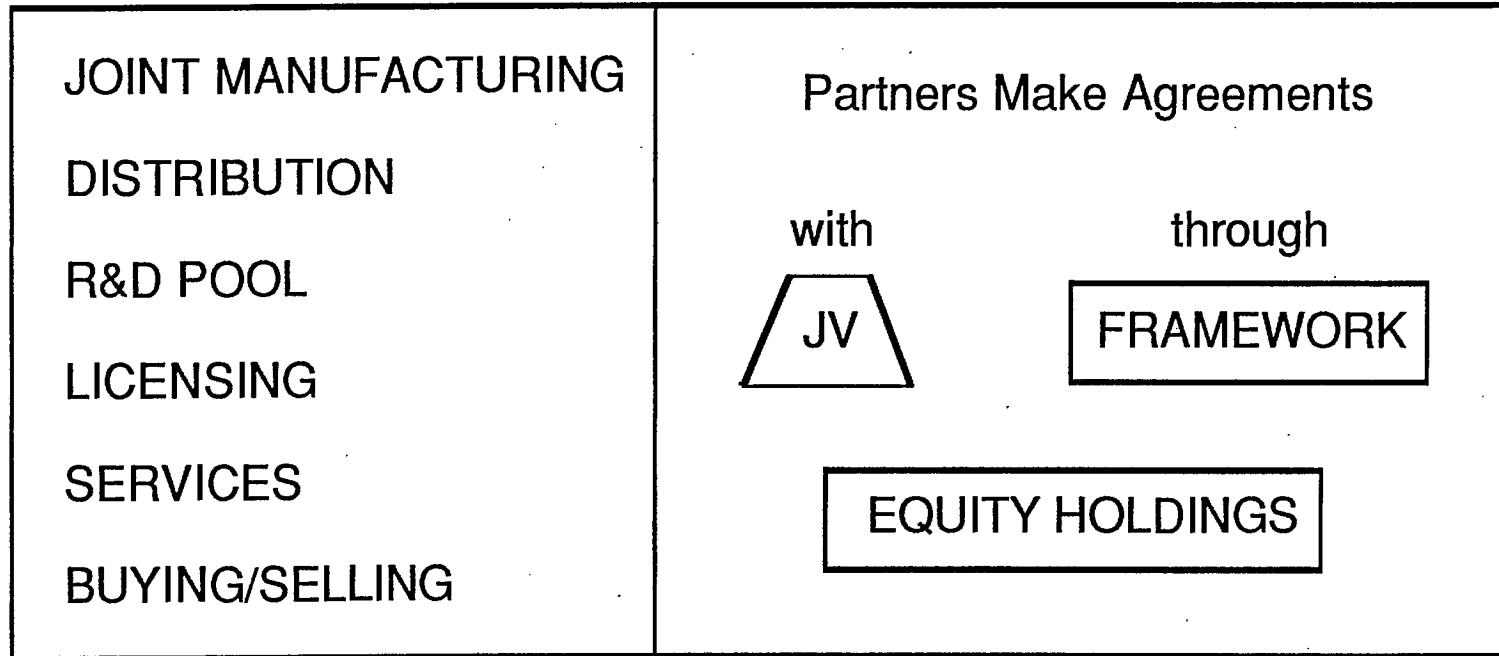 JOINT MANUFACTURING
DISTRIBUTION
R&D POOL
LICENSING
SERVICES
BUYING/SELLING
Partners Make Agreements
with through
JV FRAMEWORK
EQUITY HOLDINGS